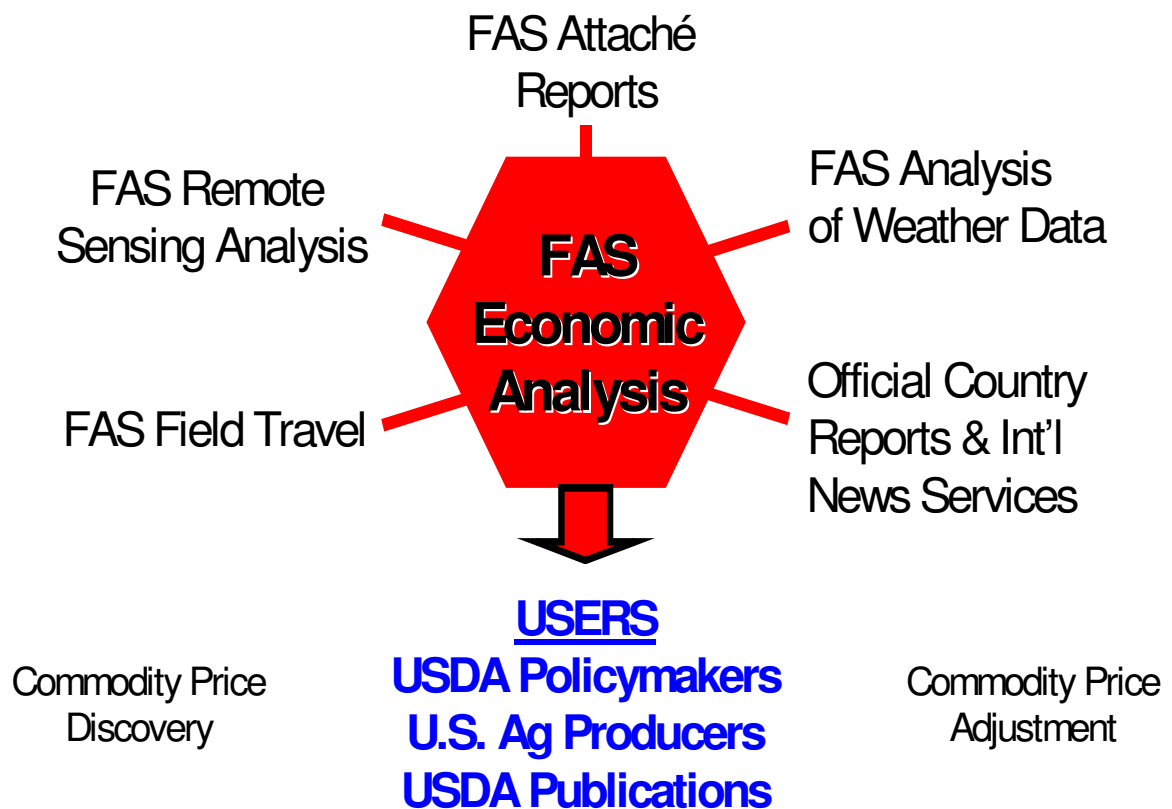 FAS Attaché
Reports
FAS Remote
Sensing Analysis
FAS Analysis
of Weather Data
FAS
Economic
Analysis
FAS Field Travel
Official Country
Reports & Int'l
News Services
USERS
USDA Policymakers
U.S. Ag Producers
USDA Publications
Commodity Price
Discovery
Commodity Price
Adjustment